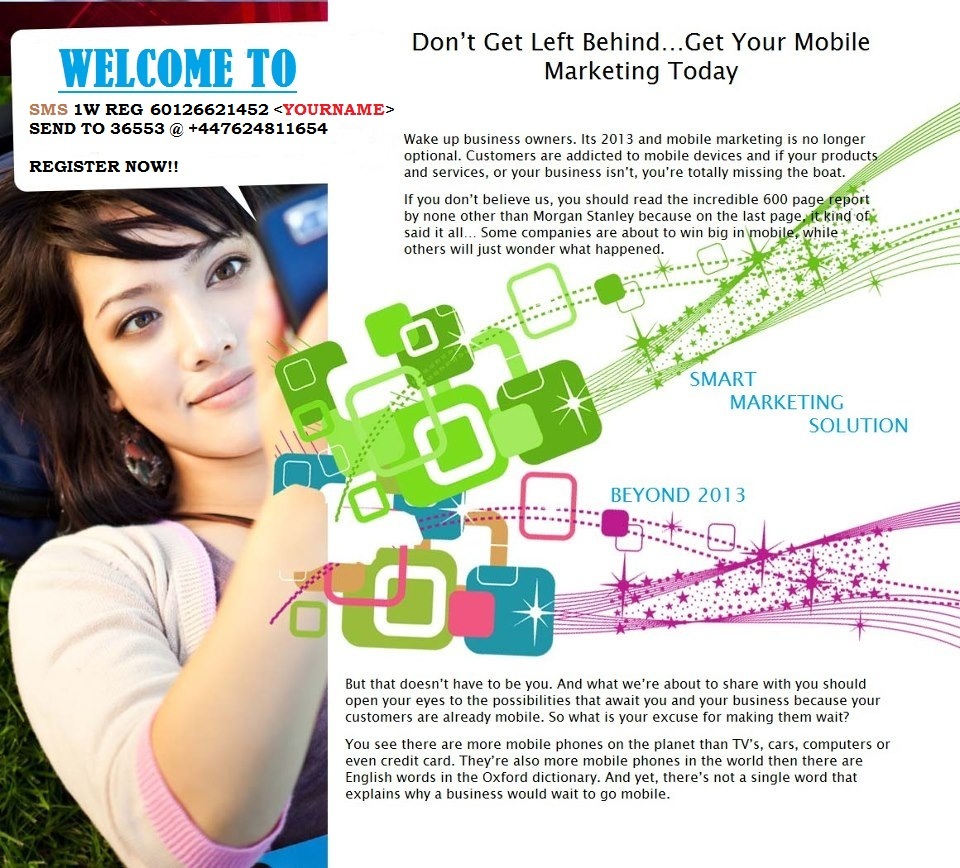 WELCOME TO
SMS 1W REG 60126621452 <YOURNAME>
SEND TO 36553 @ +447624811654
REGISTER NOW!!
Don’t Get Left Behind…Get Your Mobile
Marketing Today
Wake up business owners. Its 2013 and mobile marketing is no longer
optional. Customers are addicted to mobile devices and if your products
and services, or your business isn’t, you’re totally missing the boat.
If you don’t believe us, you should read the incredible 600 page report
by none other than Morgan Stanley because on the last page, it kind of
said it all… Some companies are about to win big in mobile, while
others will just wonder what happened.
SMART
MARKETING
SOLUTION
BEYOND 2013
But that doesn’t have to be you. And what we’re about to share with you should
open your eyes to the possibilities that await you and your business because your
customers are already mobile. So what is your excuse for making them wait?
You see there are more mobile phones on the planet than TV’s, cars, computers or
even credit card. They’re also more mobile phones in the world then there are
English words in the Oxford dictionary. And yet, there’s not a single word that
explains why a business would wait to go mobile.